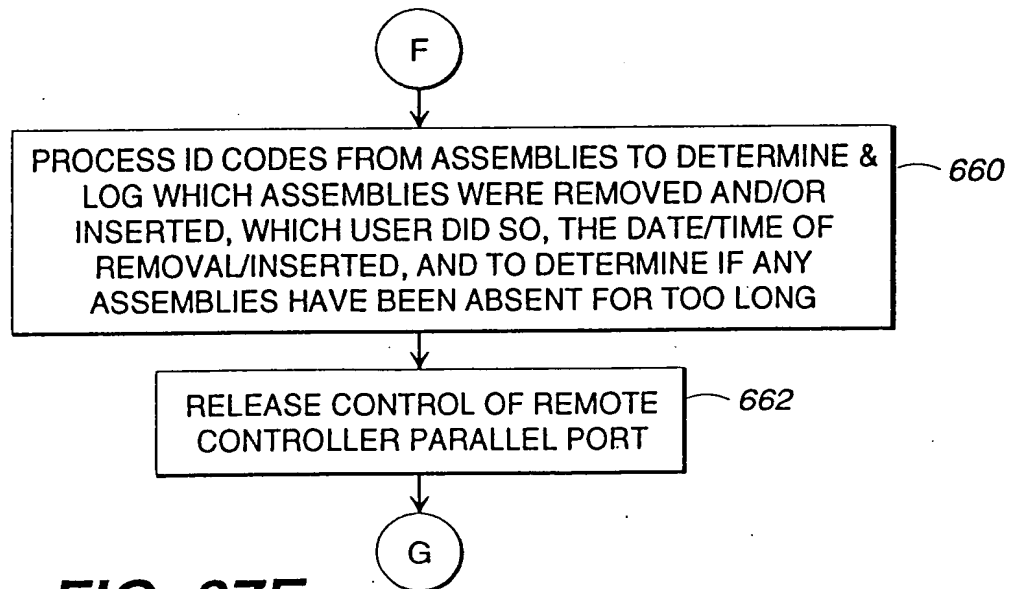 F
PROCESS ID CODES FROM ASSEMBLIES TO DETERMINE &
LOG WHICH ASSEMBLIES WERE REMOVED AND/OR
INSERTED, WHICH USER DID SO, THE DATE/TIME OF
REMOVAL/INSERTED, AND TO DETERMINE IF ANY
ASSEMBLIES HAVE BEEN ABSENT FOR TOO LONG
660
RELEASE CONTROL OF REMOTE
CONTROLLER PARALLEL PORT
662
G